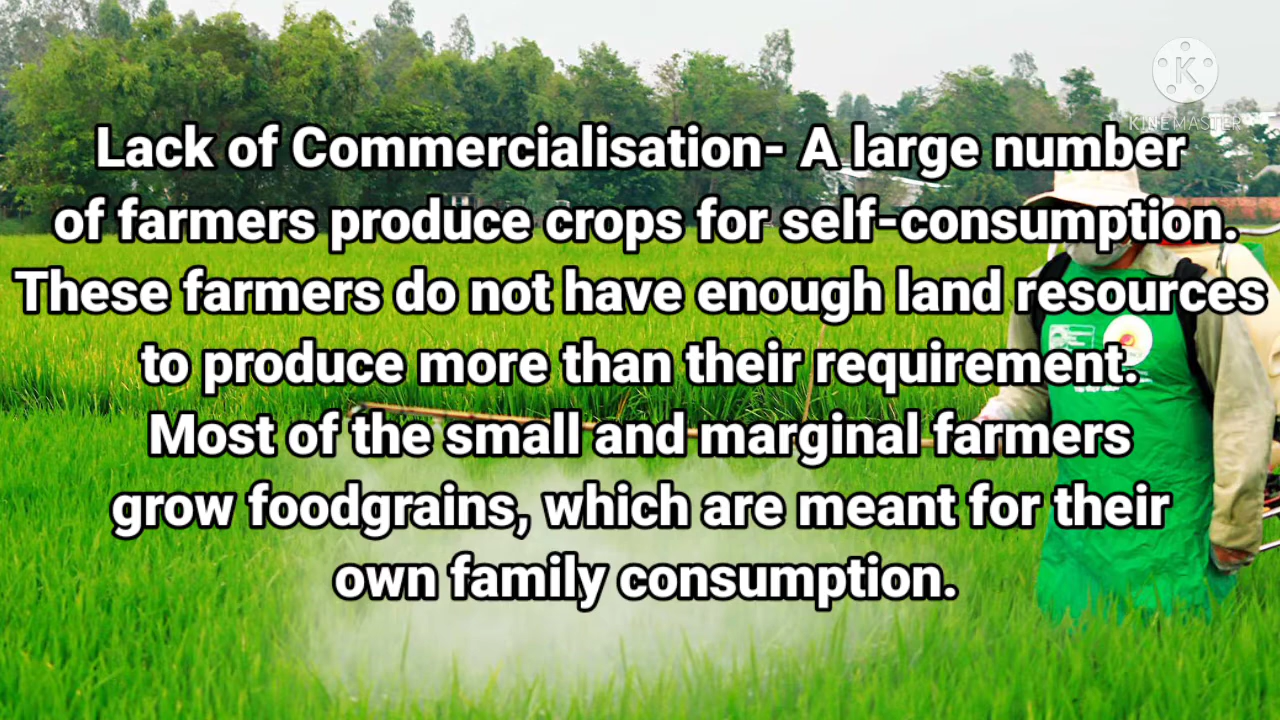 K
KINEMASTER
Lack of Commercialisation- A large number
of farmers produce crops for self-consumption.
These farmers do not have enough land resources
to produce more than their requirement.
Most of the small and marginal farmers
grow foodgrains, which are meant for their
own family consumption.